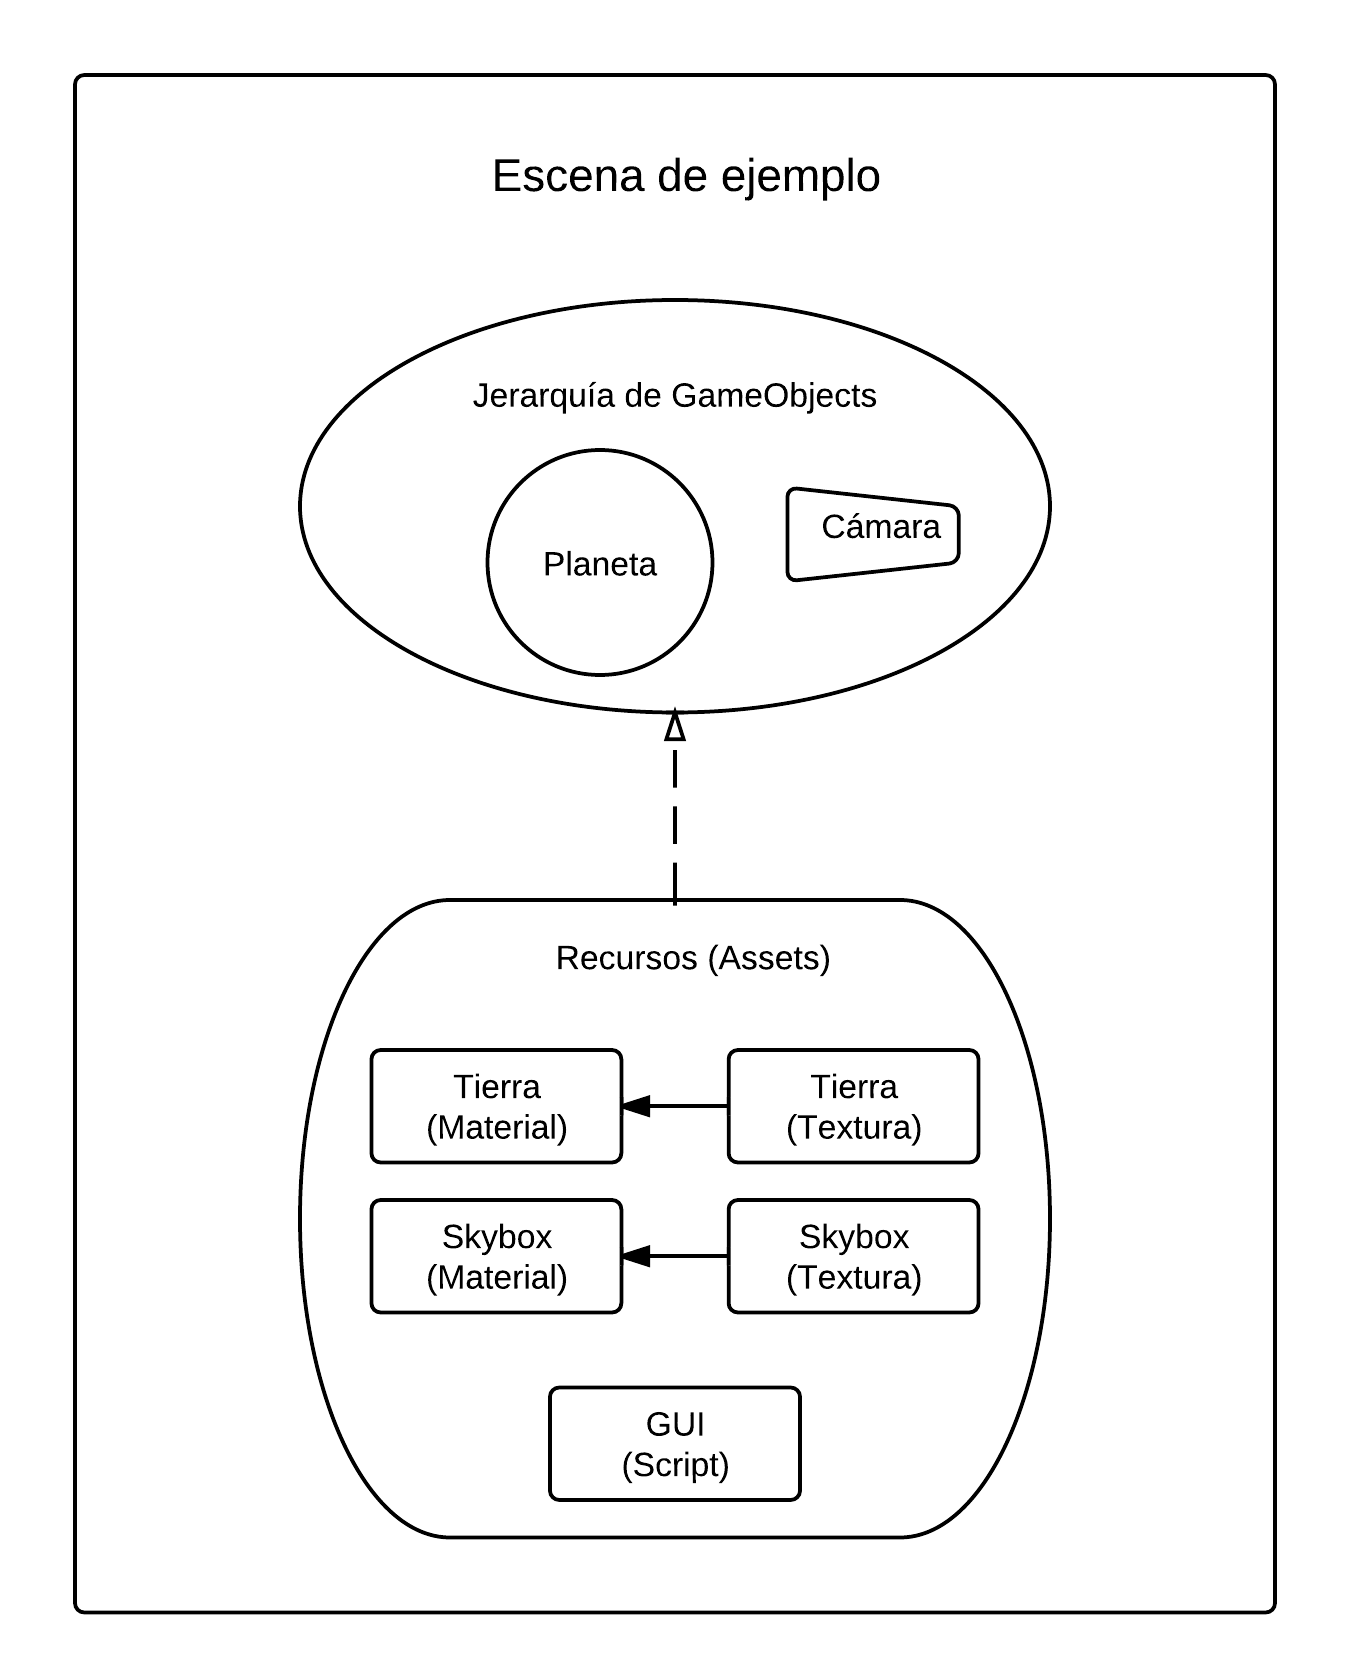 Escena de ejemplo
Jerarquía de GameObjects
Planeta
Cámara
Recursos (Assets)
Tierra
(Material)
Tierra
(Textura)
Skybox
(Material)
Skybox
(Textura)
GUI
(Script)